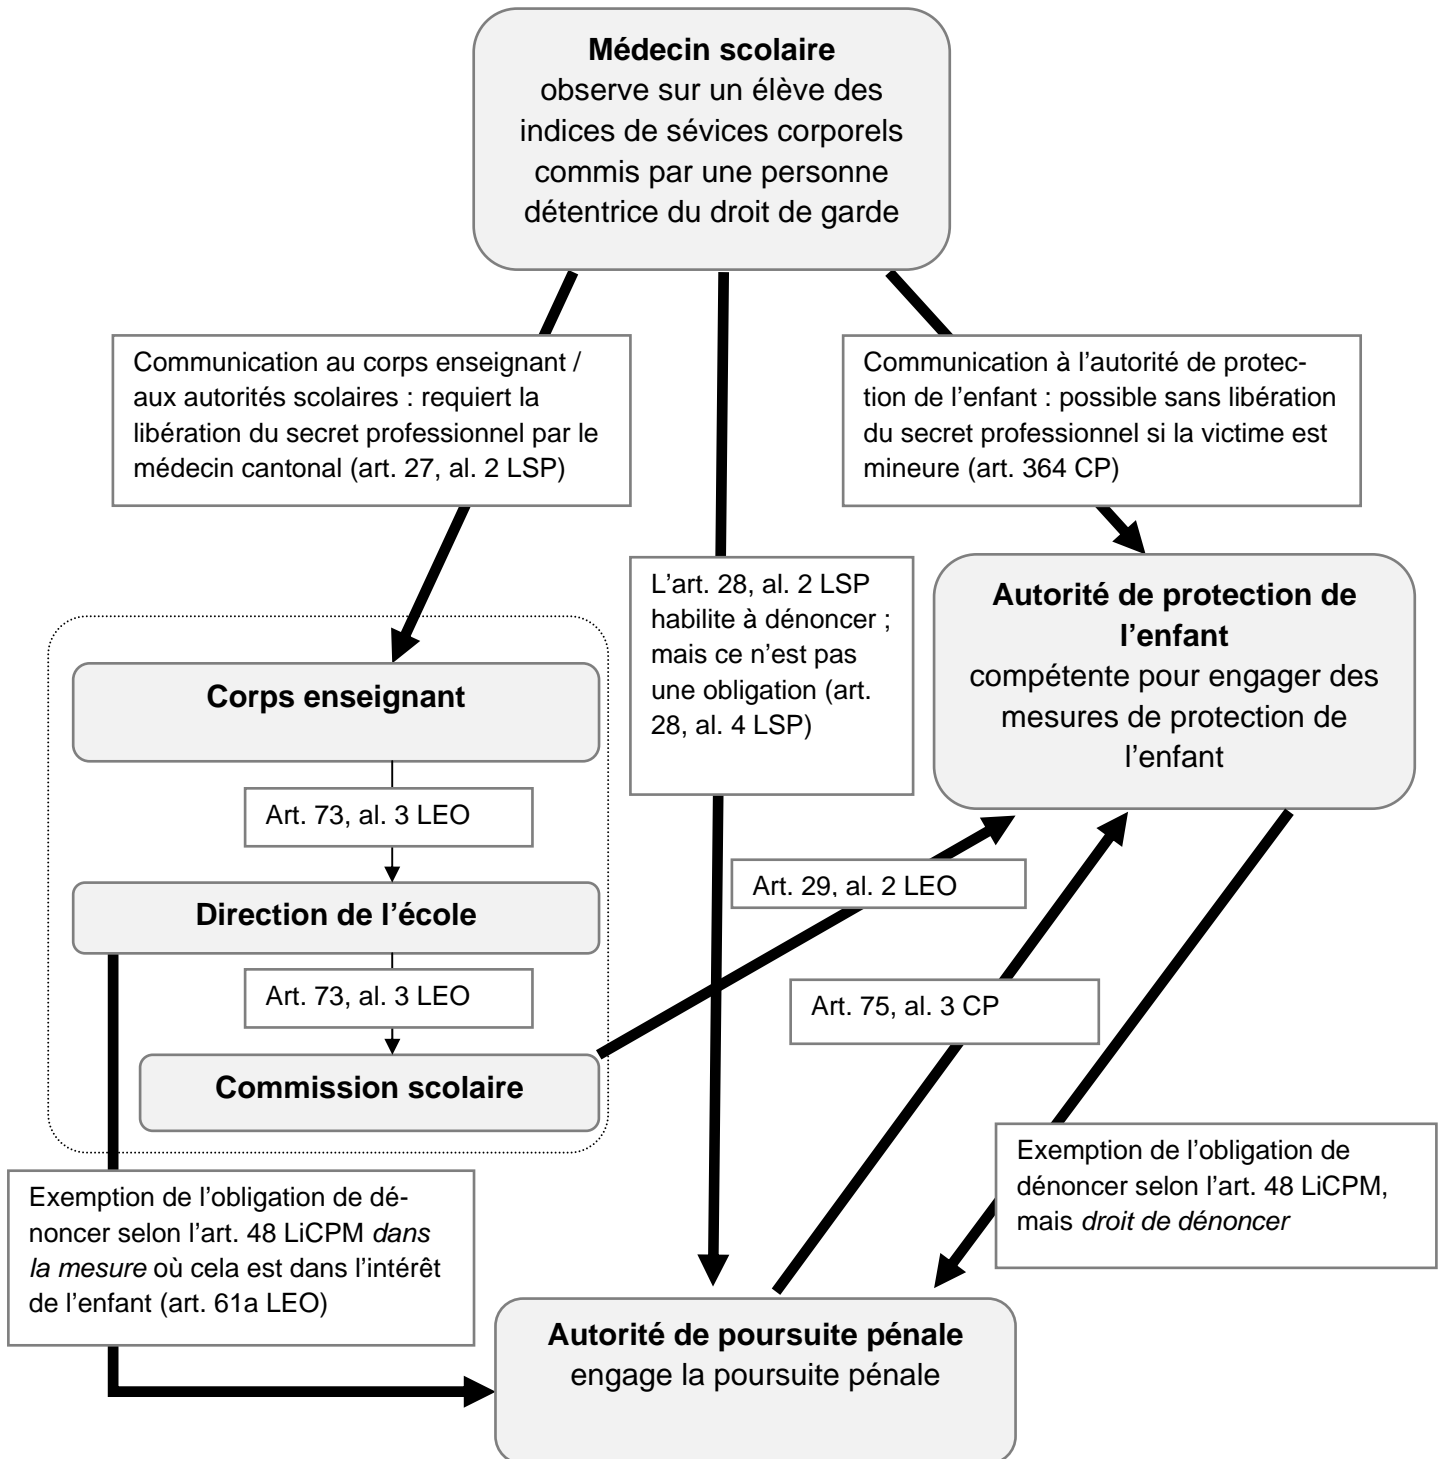 Médecin scolaire
observe sur un élève des
indices de sévices corporels
commis par une personne
détentrice du droit de garde
Communication au corps enseignant /
aux autorités scolaires : requiert la
libération du secret professionnel par le
médecin cantonal (art. 27, al. 2 LSP)
Communication à l’autorité de protec-
tion de l’enfant : possible sans libération
du secret professionnel si la victime est
mineure (art. 364 CP)
L’art. 28, al. 2 LSP
habilite à dénoncer ;
mais ce n’est pas
une obligation (art.
28, al. 4 LSP)
Autorité de protection de
l’enfant
compétente pour engager des
mesures de protection de
l’enfant
Corps enseignant
Art. 73, al. 3 LEO
Direction de l’école
Art. 29, al. 2 LEO
Art. 73, al. 3 LEO
Art. 75, al. 3 CP
Commission scolaire
Exemption de l’obligation de
dénoncer selon l’art. 48 LiCPM,
mais droit de dénoncer
Exemption de l’obligation de dé-
noncer selon l’art. 48 LiCPM dans
la mesure où cela est dans l’intérêt
de l’enfant (art. 61a LEO)
Autorité de poursuite pénale
engage la poursuite pénale